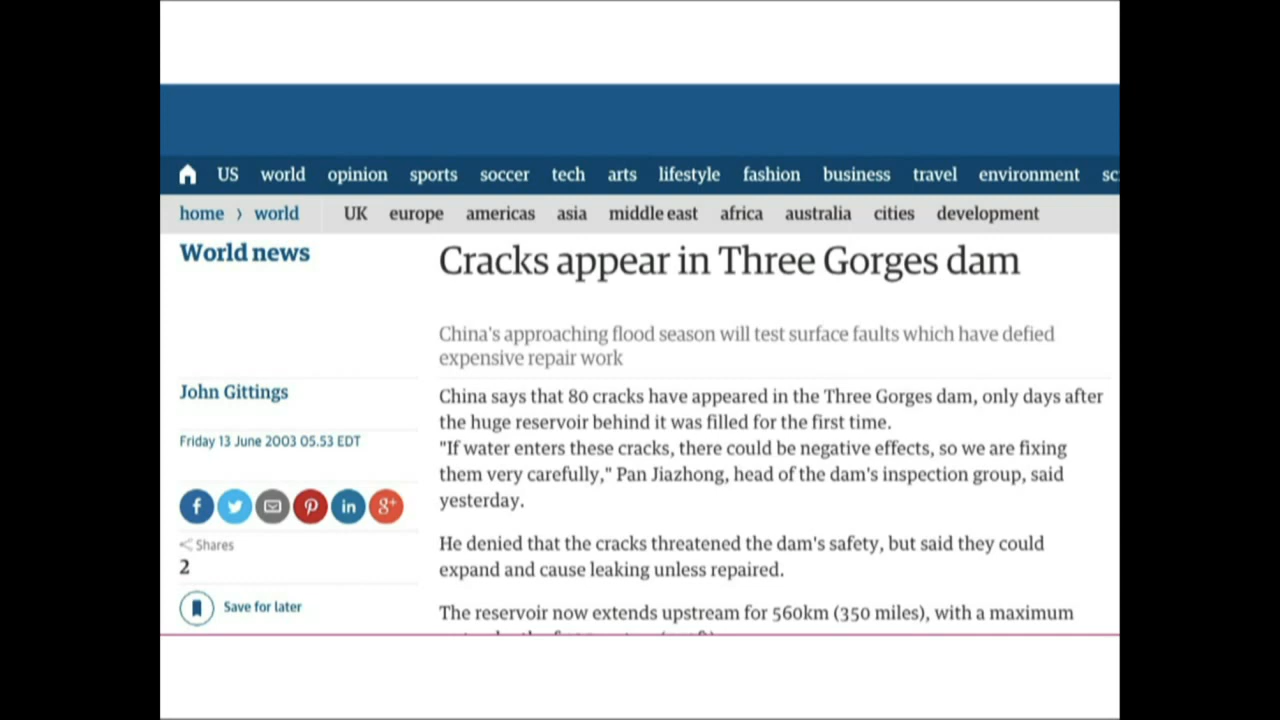 US world opinion sports soccer tech arts lifestyle fashion business travel environment sc
home › world UK europe americas asia middle east africa australia cities development
World news
Cracks appear in Three Gorges dam
China's approaching flood season will test surface faults which have defied
expensive repair work
John Gittings
Friday 13 June 2003 05.53 EDT
Shares
2
Save for later
China says that 80 cracks have appeared in the Three Gorges dam, only days after
the huge reservoir behind it was filled for the first time.
"If water enters these cracks, there could be negative effects, so we are fixing
them very carefully," Pan Jiazhong, head of the dam's inspection group, said
yesterday.
He denied that the cracks threatened the dam's safety, but said they could
expand and cause leaking unless repaired.
The reservoir now extends upstream for 560km (350 miles), with a maximum